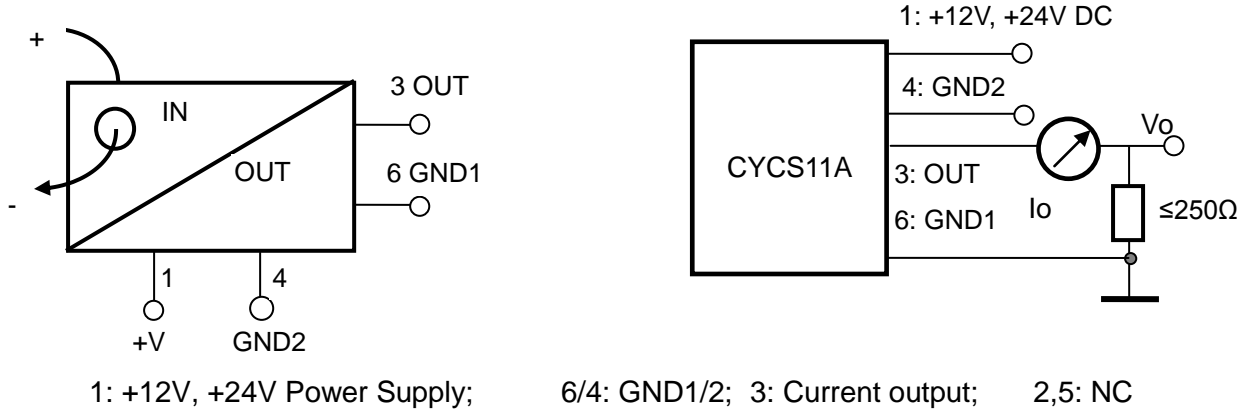 +
IN
OUT
-
3 OUT
6 GND1
1
4
+V
GND2
1: +12V, +24V DC
4: GND2
CYCS11A
3: OUT
6: GND1
Io
Vo
≤250Ω
1: +12V, +24V Power Supply; 6/4: GND1/2; 3: Current output; 2,5: NC